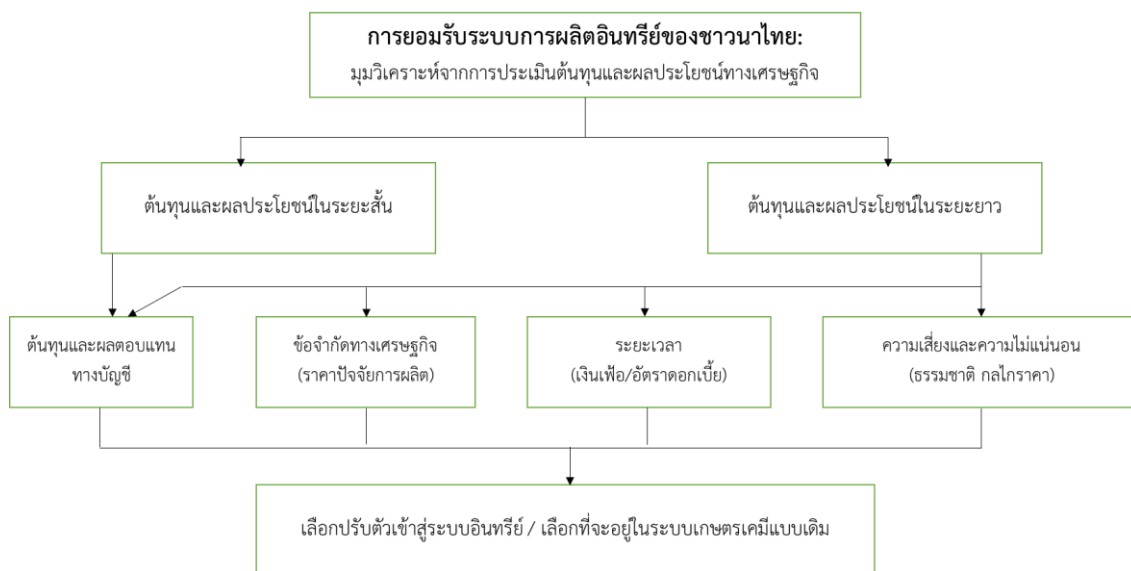 การยอมรับระบบการผลิตอินทรีย์ของชาวนาไทย:
มุมวิเคราะห์จากการประเมินต้นทุนและผลประโยชน์ทางเศรษฐกิจ
ต้นทุนและผลประโยชน์ในระยะสั้น
ต้นทุนและผลประโยชน์ในระยะยาว
ต้นทุนและผลตอบแทน
ทางบัญชี
ข้อจำกัดทางเศรษฐกิจ
(ราคาปัจจัยการผลิต)
ระยะเวลา
(เงินเฟ้อ/อัตราดอกเบี้ย)
ความเสี่ยงและความไม่แน่นอน
(ธรรมชาติ กลไกราคา)
เลือกปรับตัวเข้าสู่ระบบอินทรีย์ / เลือกที่จะอยู่ในระบบเกษตรเคมีแบบเดิม